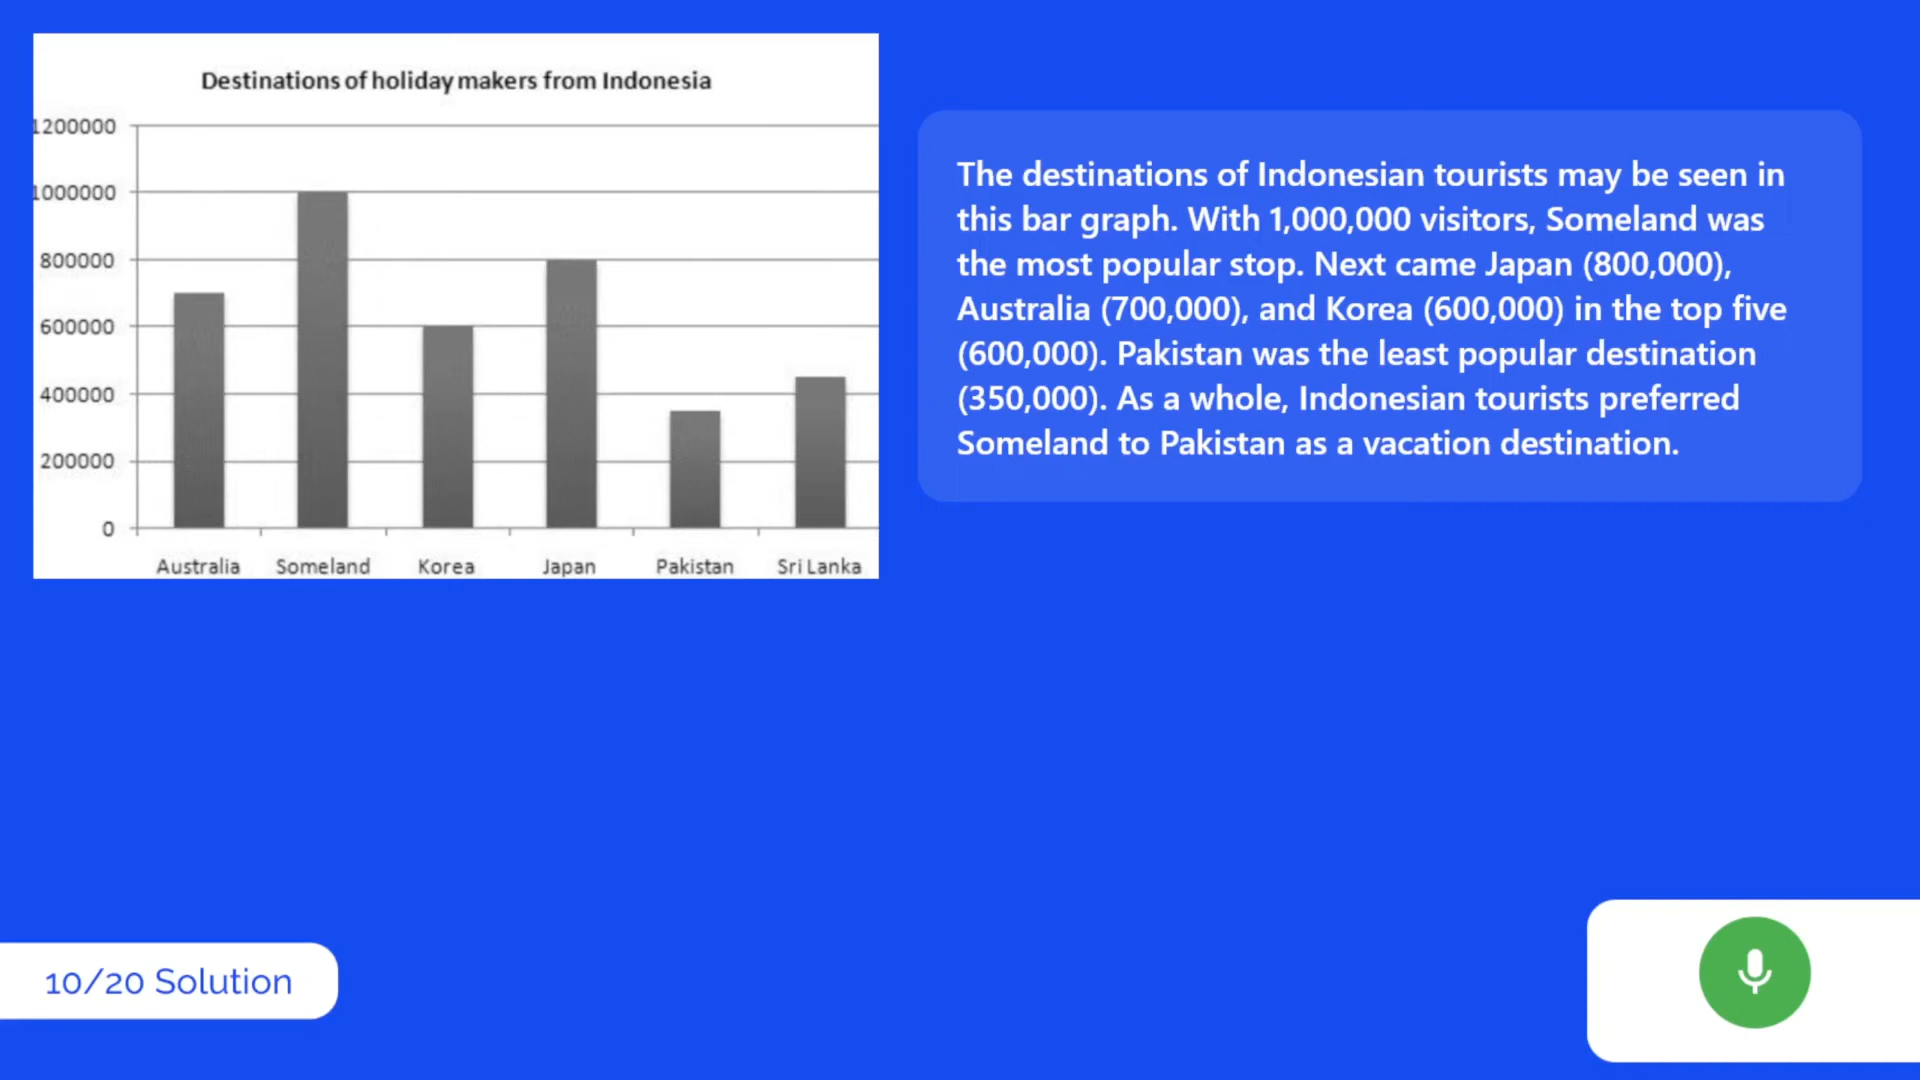 Destinations of holiday makers from Indonesia
1200000
1000000
800000
600000
400000
200000
0
Australia Someland Korea Japan Pakistan Sri Lanka
The destinations of Indonesian tourists may be seen in
this bar graph. With 1,000,000 visitors, Someland was
the most popular stop. Next came Japan (800,000),
Australia (700,000), and Korea (600,000) in the top five
(600,000). Pakistan was the least popular destination
(350,000). As a whole, Indonesian tourists preferred
Someland to Pakistan as a vacation destination.
10/20 Solution